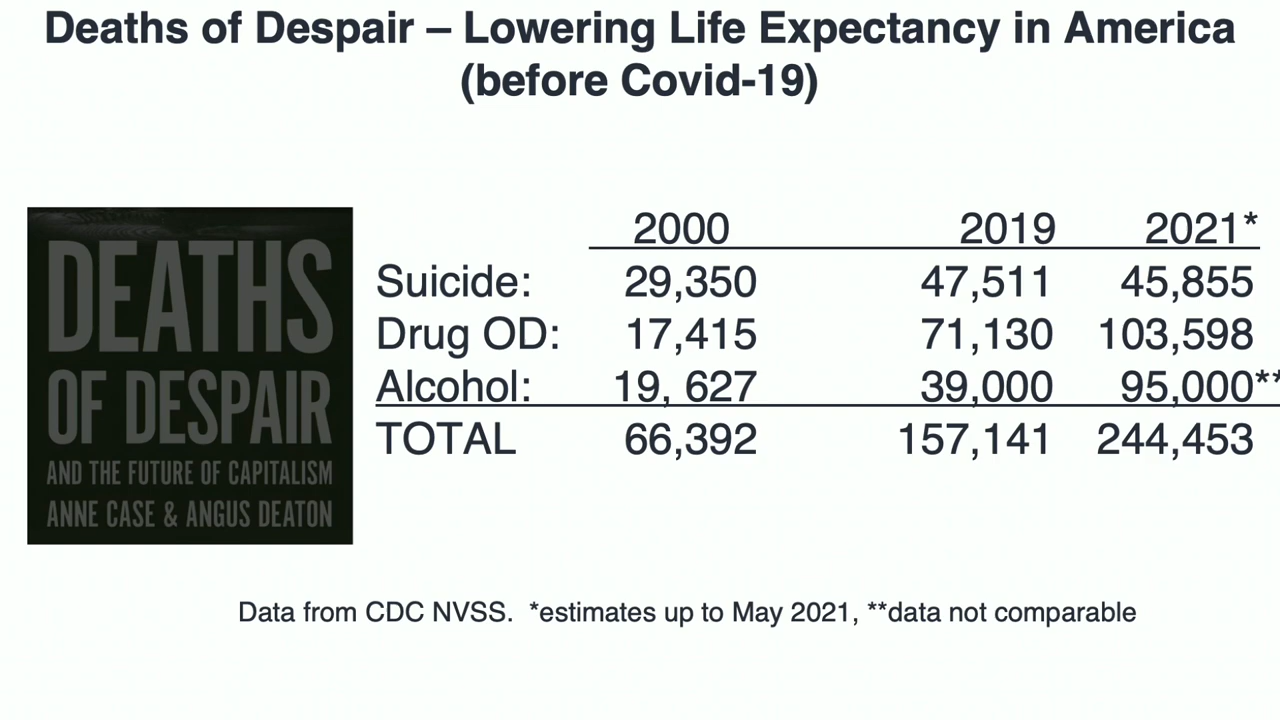 Deaths of Despair – Lowering Life Expectancy in America
(before Covid-19)
DEATHS
OF DESPAIR
AND THE FUTURE OF CAPITALISM
ANNE CASE & ANGUS DEATON
2000 2019 2021*
Suicide: 29,350 47,511 45,855
Drug OD: 17,415 71,130 103,598
Alcohol: 19, 627 39,000 95,000**
TOTAL 66,392 157,141 244,453
Data from CDC NVSS. *estimates up to May 2021, **data not comparable